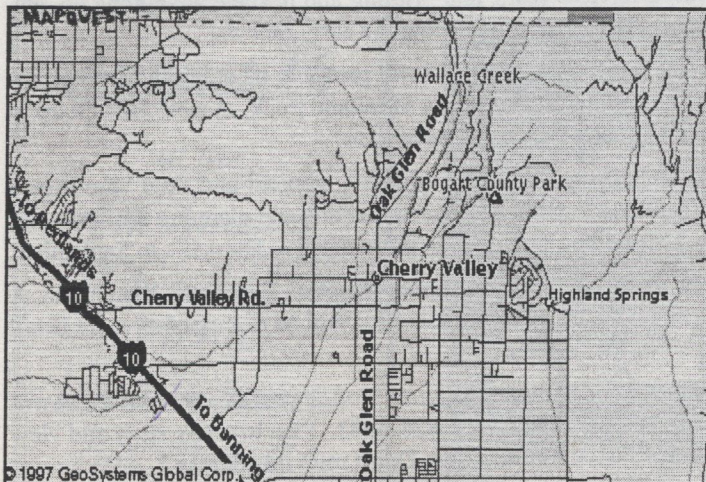 MAPQUEST
Wallace Creek
Oak Glen Road
Bogart County Park
To Redlands
Cherry Valley
10
Cherry Valley Rd.
Highland Springs
10
Oak Glen Road
To Banning
© 1997 GeoSystems Global Corp.